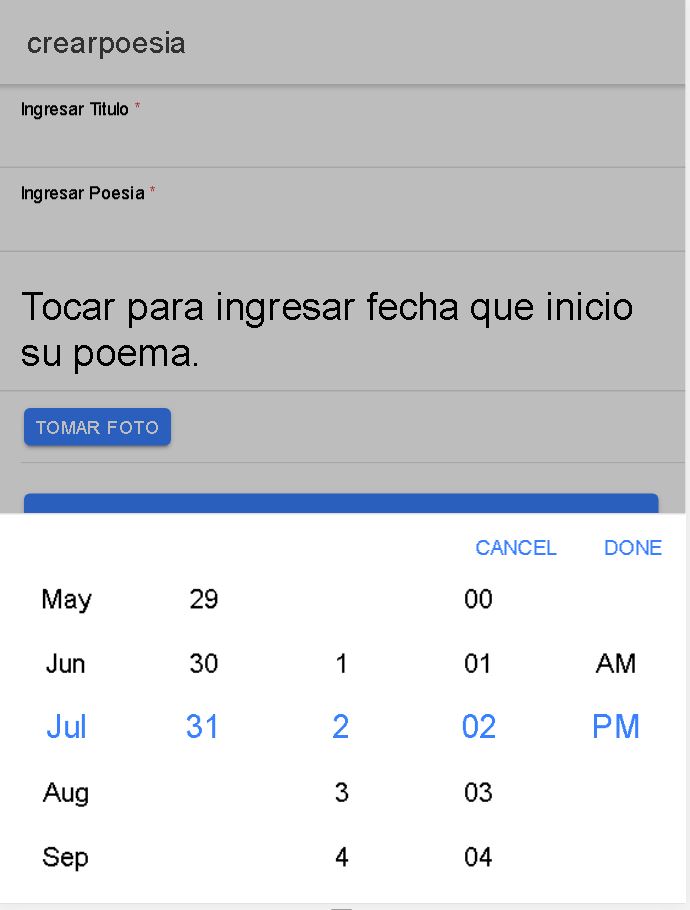 crearpoesia
Ingresar Titulo *
Ingresar Poesia *
Tocar para ingresar fecha que inicio
su poema.
TOMAR FOTO
CANCEL DONE
May 29 00
Jun 30 1 01 AM
Jul 31 2 02 PM
Aug 3 03
Sep 4 04